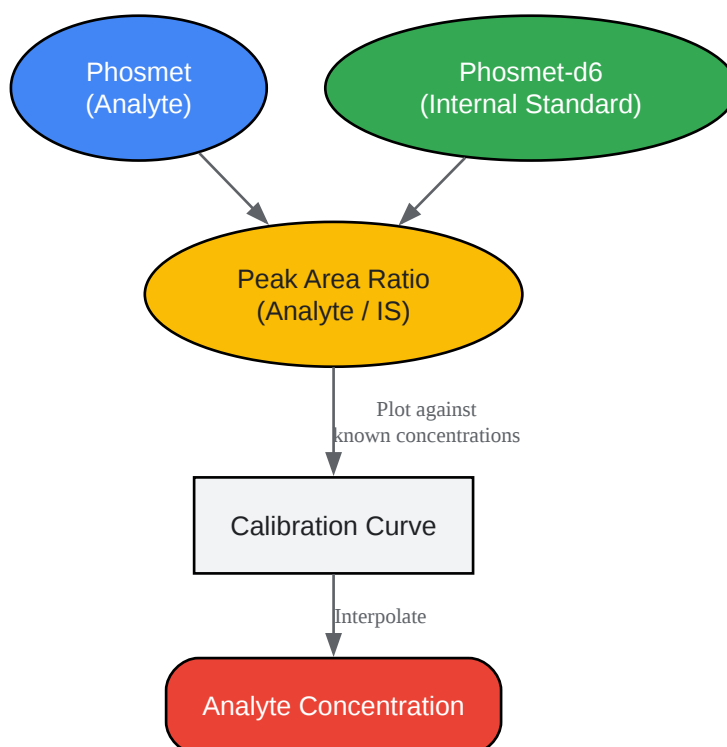 Phosmet
(Analyte)
Phosmet-d6
(Internal Standard)
Peak Area Ratio
(Analyte / IS)
Plot against
known concentrations
Calibration Curve
Interpolate
Analyte Concentration